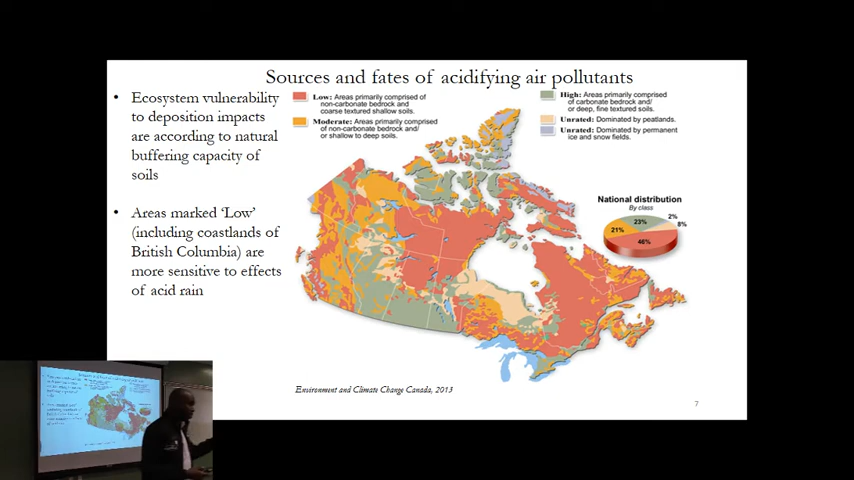 Sources and fates of acidifying air pollutants
• Ecosystem vulnerability
to deposition impacts
are according to natural
buffering capacity of
soils
• Areas marked ‘Low’
(including coastlands of
British Columbia) are
more sensitive to effects
of acid rain
Low: Areas primarily comprised of
non-carbonate bedrock and
coarse textured shallow soils.
Moderate: Areas primarily comprised
of non-carbonate bedrock and/
or shallow to deep soils.
High: Areas primarily comprised
of carbonate bedrock and/
or deep, fine textured soils.
Unrated: Dominated by peatlands.
Unrated: Dominated by permanent
ice and snow fields.
National distribution
By class
23%
2%
8%
21%
46%
Environment and Climate Change Canada, 2013
7